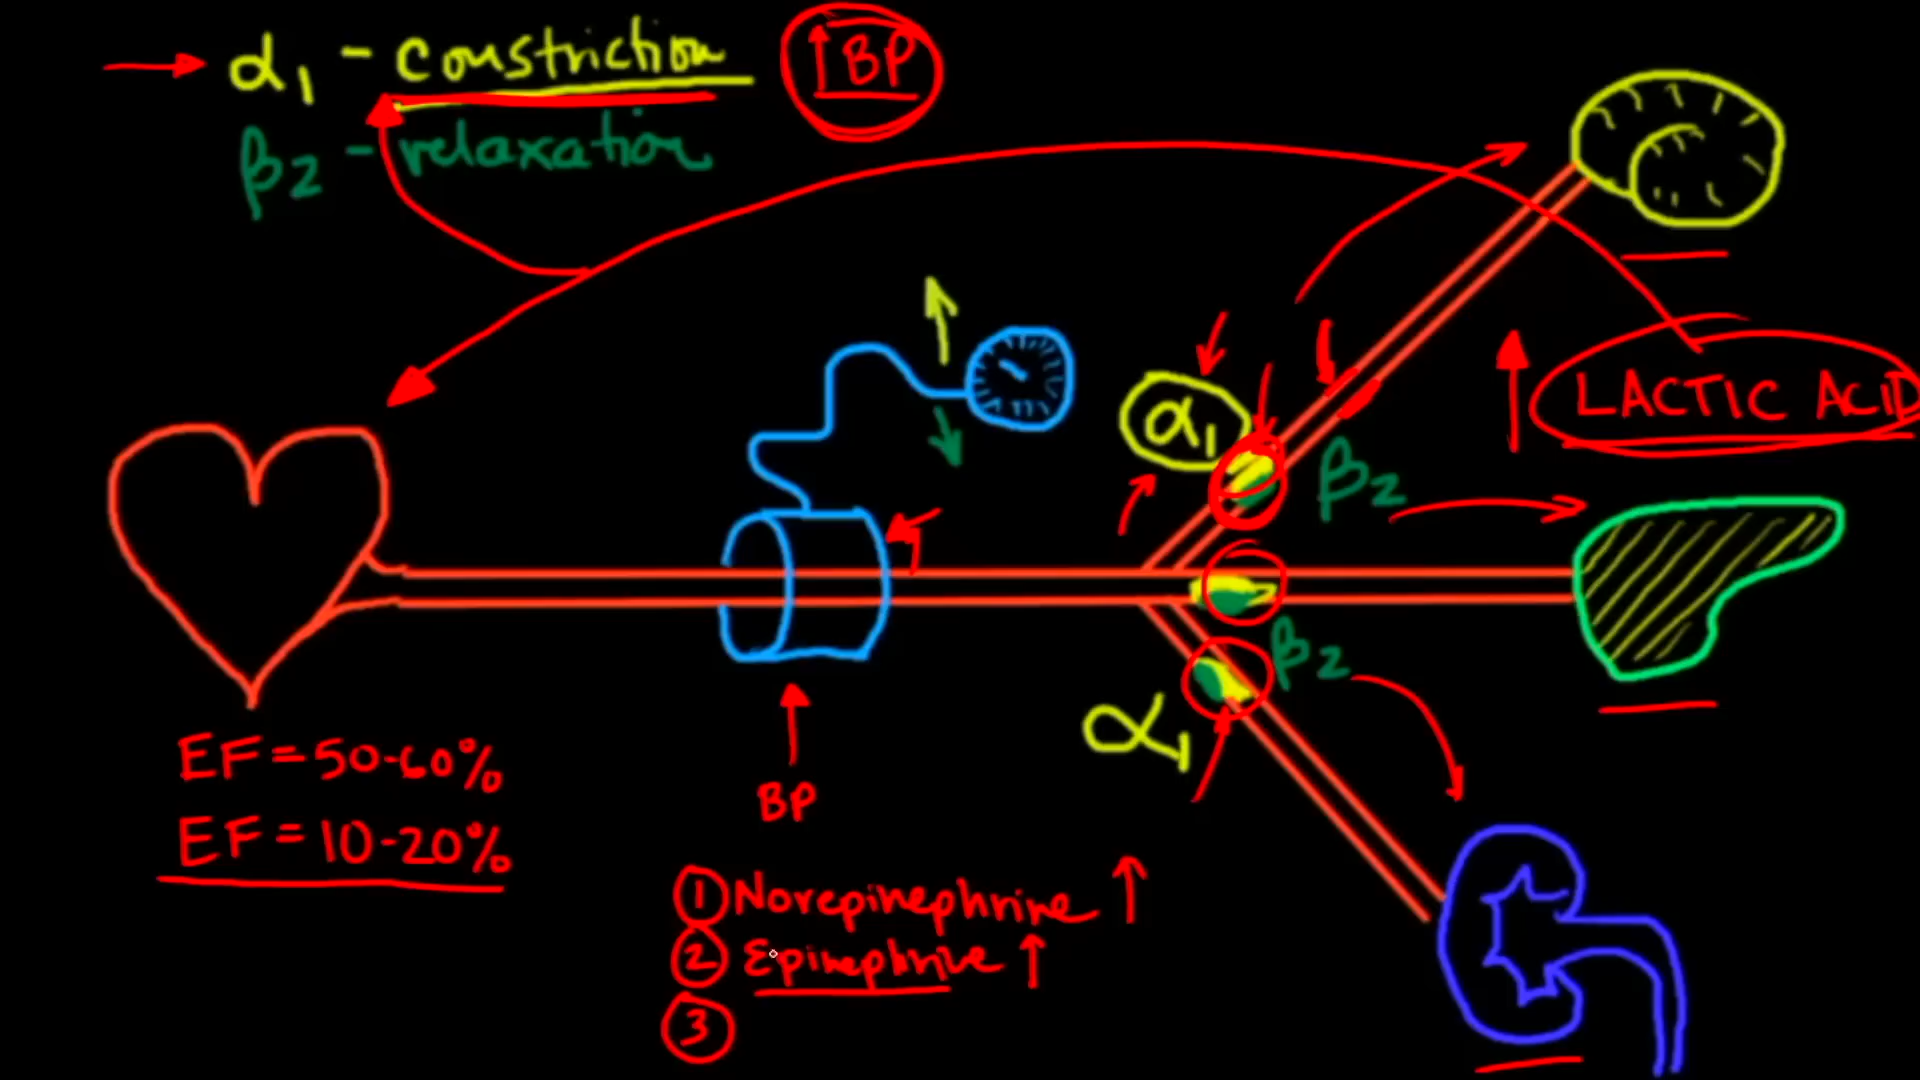 α1 - constriction
↑BP
β2 - relaxation
↑ LACTIC ACID
α1
β2
β2
α1
EF = 50-60%
EF = 10-20%
BP
① Norepinephrine ↑
② Epinephrine ↑
③